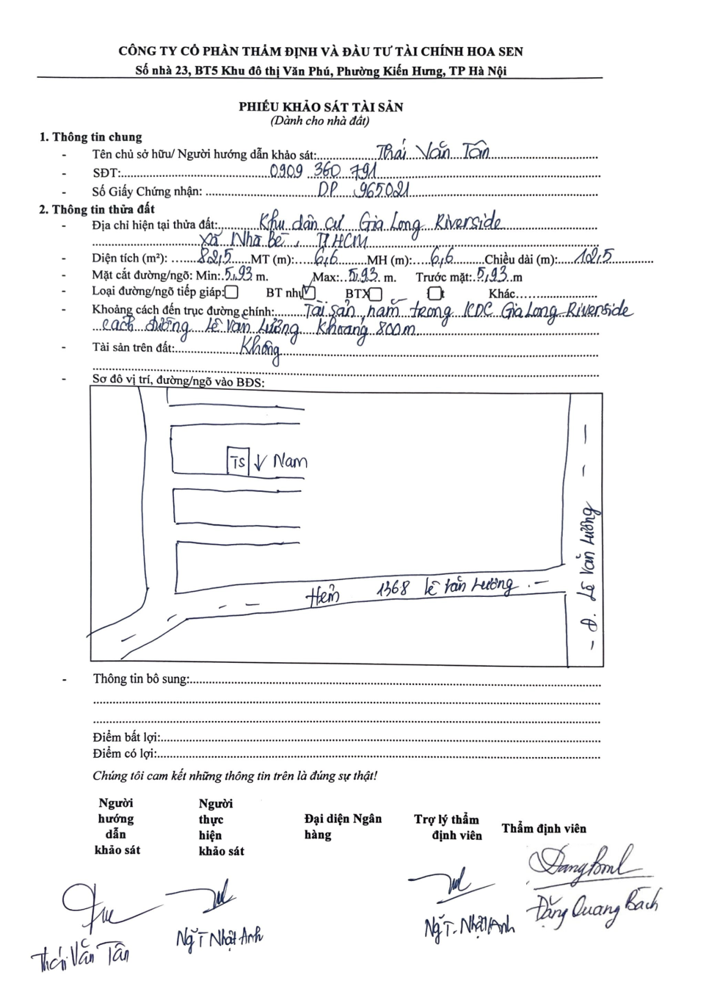 CÔNG TY CỔ PHẦN THẨM ĐỊNH VÀ ĐẦU TƯ TÀI CHÍNH HOA SEN
Số nhà 23, BT5 Khu đô thị Văn Phú, Phường Kiến Hưng, TP Hà Nội
PHIẾU KHẢO SÁT TÀI SẢN
(Dành cho nhà đất)
1. Thông tin chung
- Tên chủ sở hữu/ Người hướng dẫn khảo sát: Thái Văn Tân
- SĐT: 0909 360 791
- Số Giấy Chứng nhận: DP 965021
2. Thông tin thửa đất
- Địa chỉ hiện tại thửa đất: Khu dân cư Gia Long Riverside
Xã Nhà Bè, TP HCM
- Diện tích (m²): 82,5 MT (m): 6,6 MH (m): 6,6 Chiều dài (m): 12,5
- Mặt cắt đường/ngõ: Min: 5,93 m. Max: 5,93 m. Trước mặt: 5,93 m
- Loại đường/ngõ tiếp giáp: ☐ BT nhự ☑ BTX ☐ ☐t Khác
- Khoảng cách đến trục đường chính: Tài sản nằm trong KDC Gia Long Riverside
cách đường Lê Văn Lương khoảng 800m
- Tài sản trên đất: Không
- Sơ đồ vị trí, đường/ngõ vào BĐS:
TS ↓ Nam
Hẻm 1368 Lê Văn Lương
Đ. Lê Văn Lương
- Thông tin bổ sung:
Điểm bất lợi:
Điểm có lợi:
Chúng tôi cam kết những thông tin trên là đúng sự thật!
Người hướng dẫn khảo sát
Người thực hiện khảo sát
Đại diện Ngân hàng
Trợ lý thẩm định viên
Thẩm định viên
Thái Văn Tân
Ng T Nhật Anh
Ng T. Nhật Anh
Đặng Quang Bách